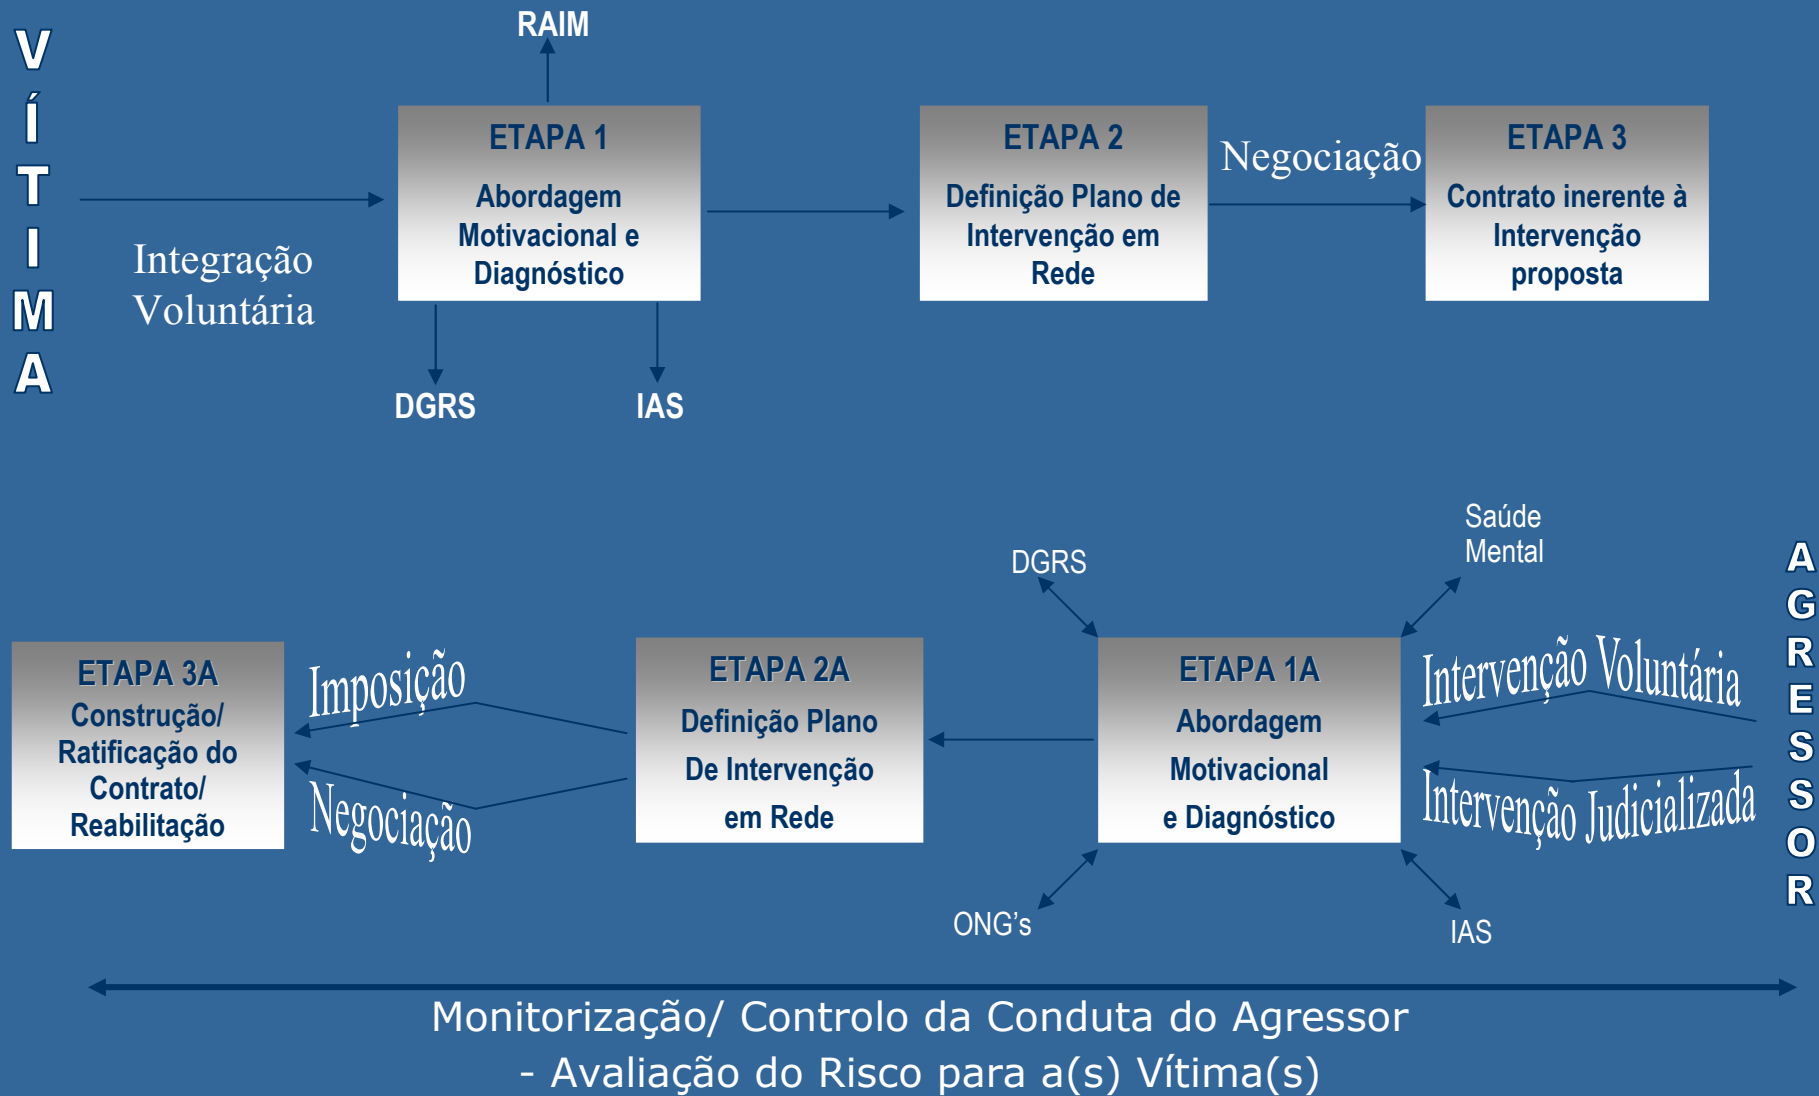 VÍTIMA
RAIM
ETAPA 1
Abordagem
Motivacional e
Diagnóstico
ETAPA 2
Definição Plano de
Intervenção em
Rede
Negociação
ETAPA 3
Contrato inerente à
Intervenção
proposta
Integração
Voluntária
DGRS
IAS
AGRESSOR
Saúde
Mental
DGRS
Intervenção Voluntária
Intervenção Judicializada
ETAPA 1A
Abordagem
Motivacional
e Diagnóstico
ETAPA 2A
Definição Plano
De Intervenção
em Rede
Imposição
Negociação
ETAPA 3A
Construção/
Ratificação do
Contrato/
Reabilitação
ONG's
IAS
Monitorização/ Controlo da Conduta do Agressor
- Avaliação do Risco para a(s) Vítima(s)